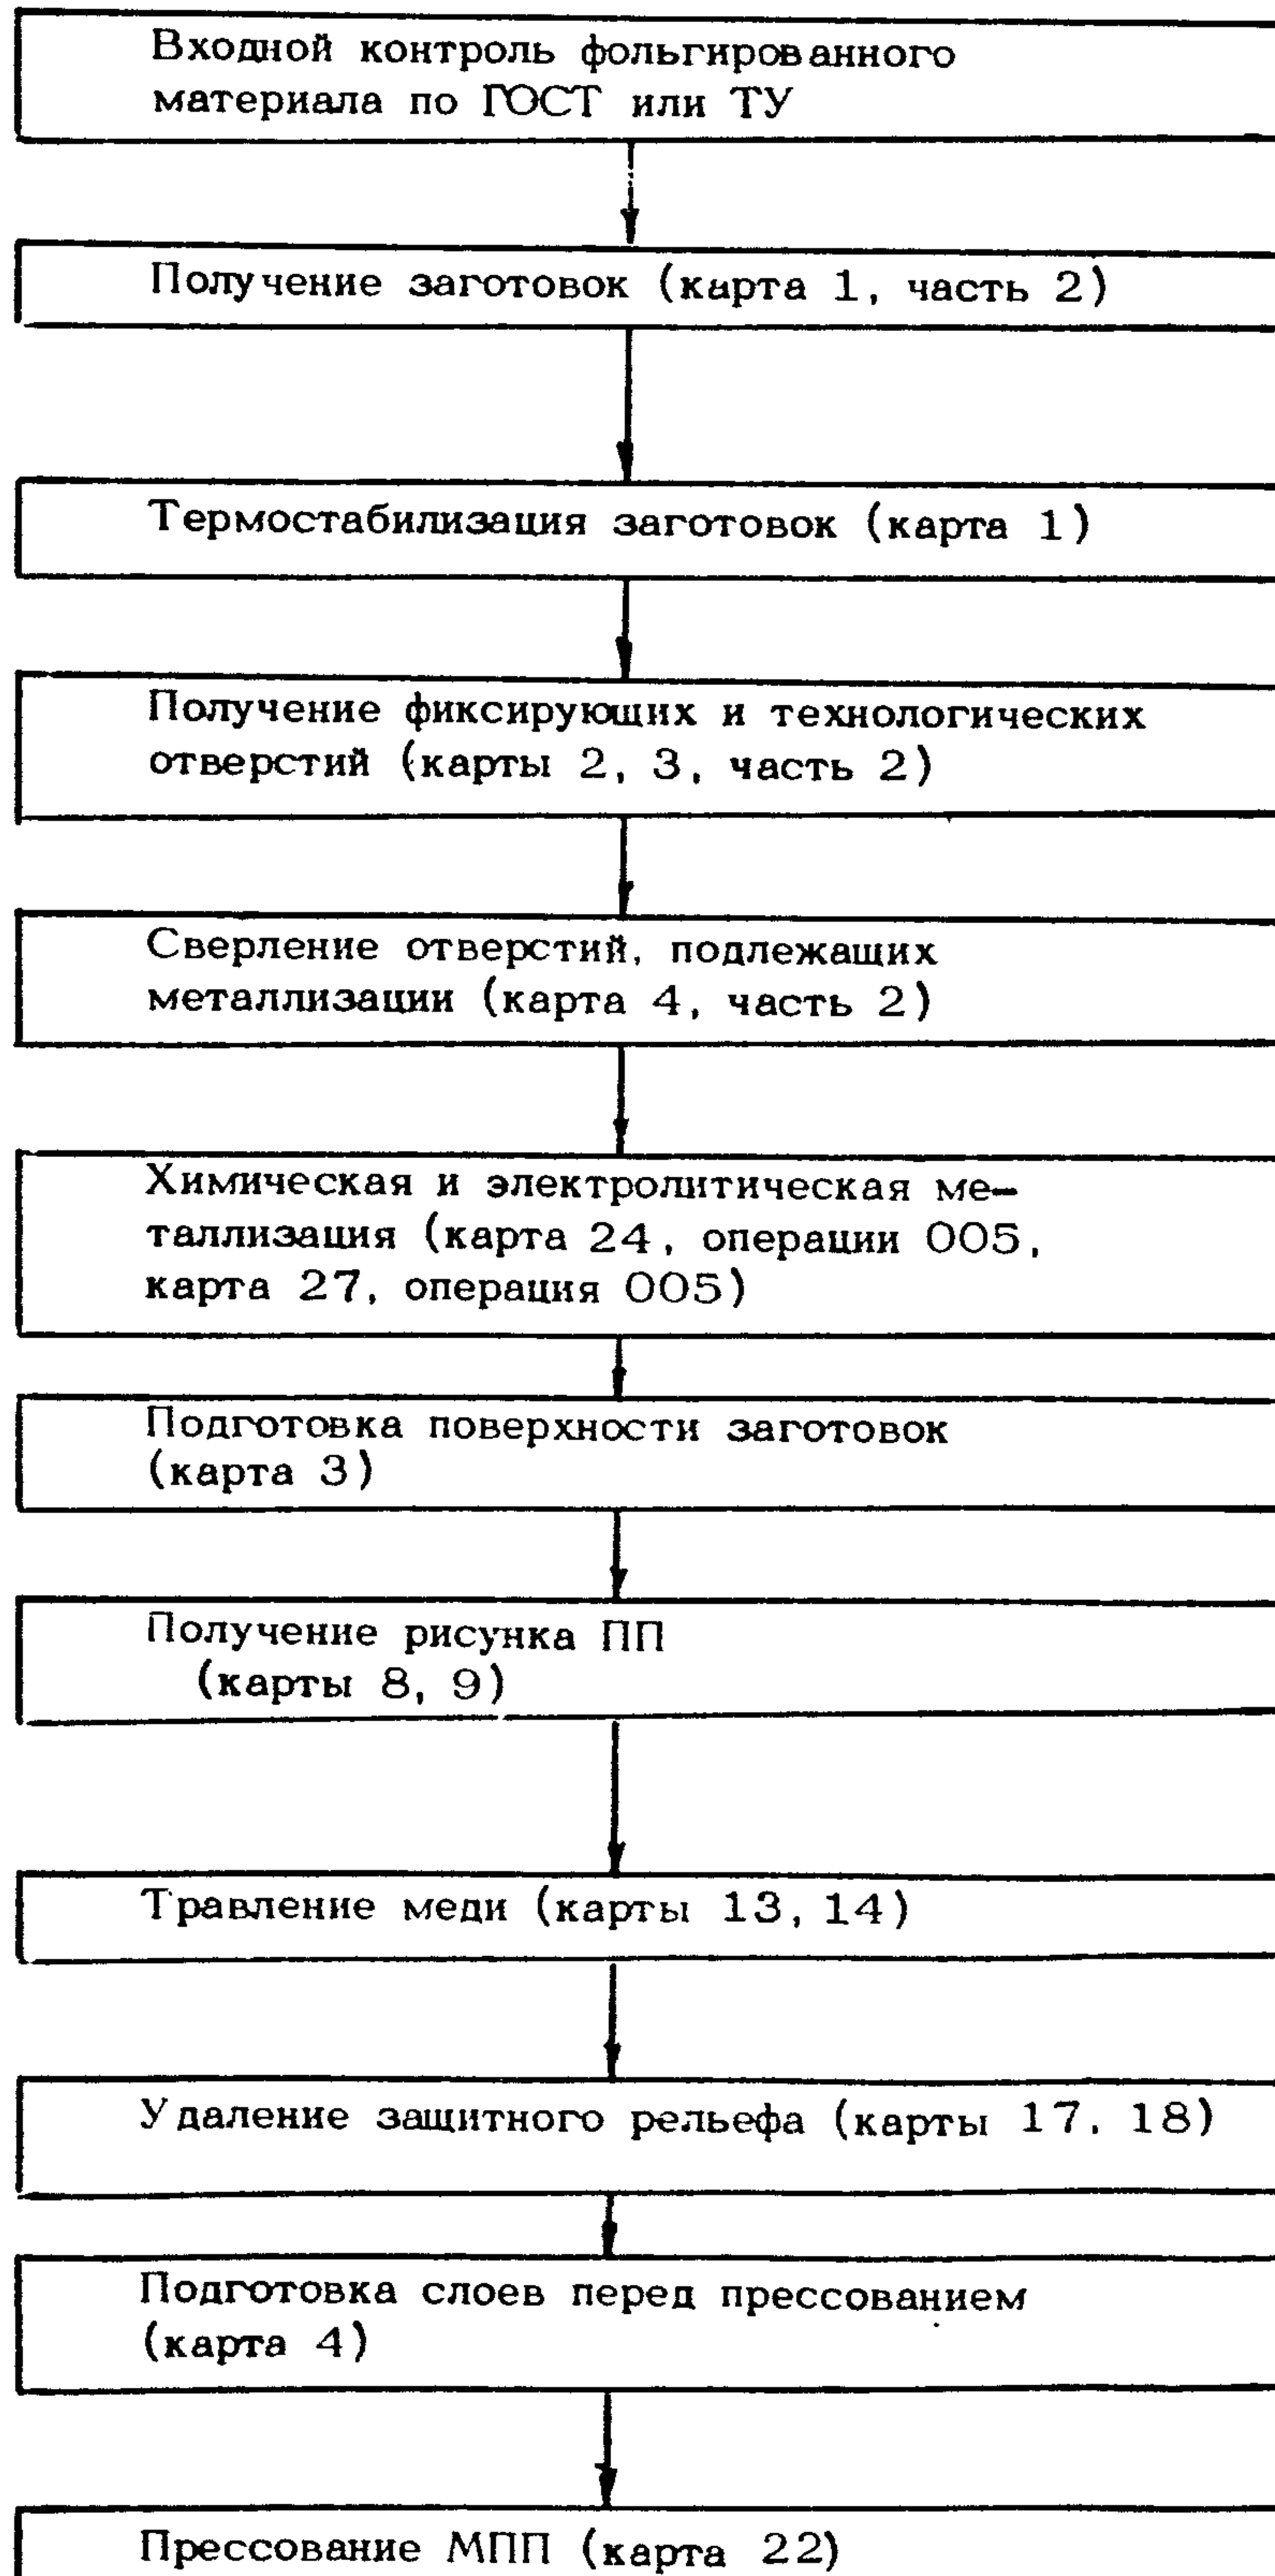 Входной контроль фольгированного
материала по ГОСТ или ТУ
Получение заготовок (карта 1, часть 2)
Термостабилизация заготовок (карта 1)
Получение фиксирующих и технологических
отверстий (карты 2, 3, часть 2)
Сверление отверстий, подлежащих
металлизации (карта 4, часть 2)
Химическая и электролитическая ме-
таллизация (карта 24, операции 005,
карта 27, операция 005)
Подготовка поверхности заготовок
(карта 3)
Получение рисунка ПП
(карты 8, 9)
Травление меди (карты 13, 14)
Удаление защитного рельефа (карты 17, 18)
Подготовка слоев перед прессованием
(карта 4)
Прессование МПП (карта 22)